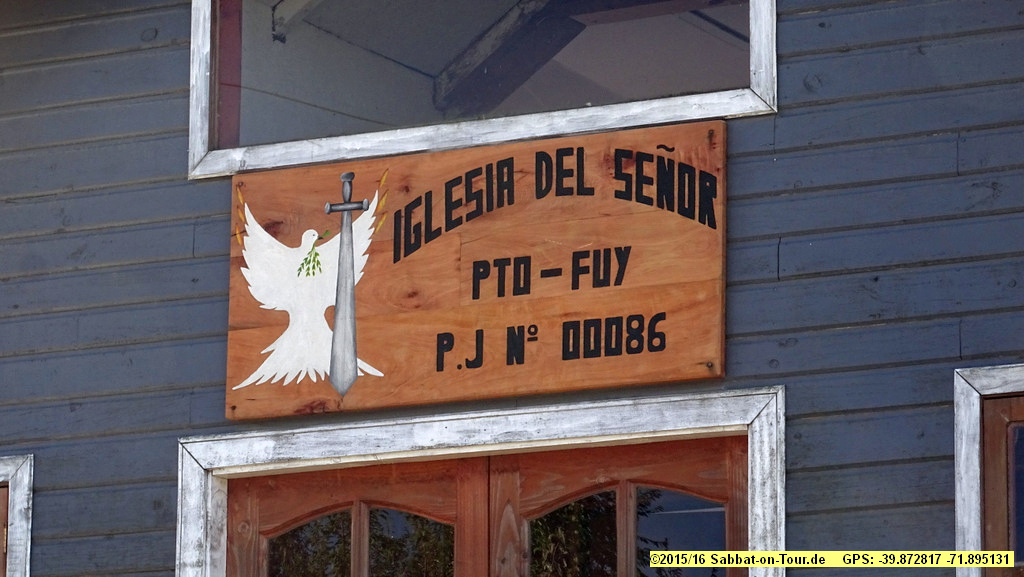 IGLESIA DEL SEÑOR
PTO - FUY
P.J Nº 00086
©2015/16 Sabbat-on-Tour.de GPS: -39.872817 -71.895131